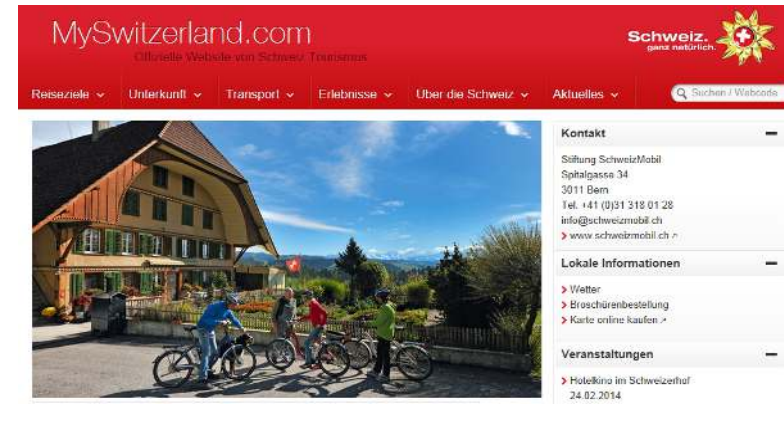 MySwitzerland.com
Offizielle Website von Schweiz Tourismus
Schweiz.
ganz natürlich.
Reiseziele
Unterkunft
Transport
Erlebnisse
Über die Schweiz
Aktuelles
Suchen / Webcode
Kontakt
Stiftung SchweizMobil
Spitalgasse 34
3011 Bern
Tel. +41 (0)31 318 01 28
info@schweizmobil.ch
www.schweizmobil.ch
Lokale Informationen
Wetter
Broschürenbestellung
Karte online kaufen
Veranstaltungen
Hotelkino im Schweizerhof
24.02.2014